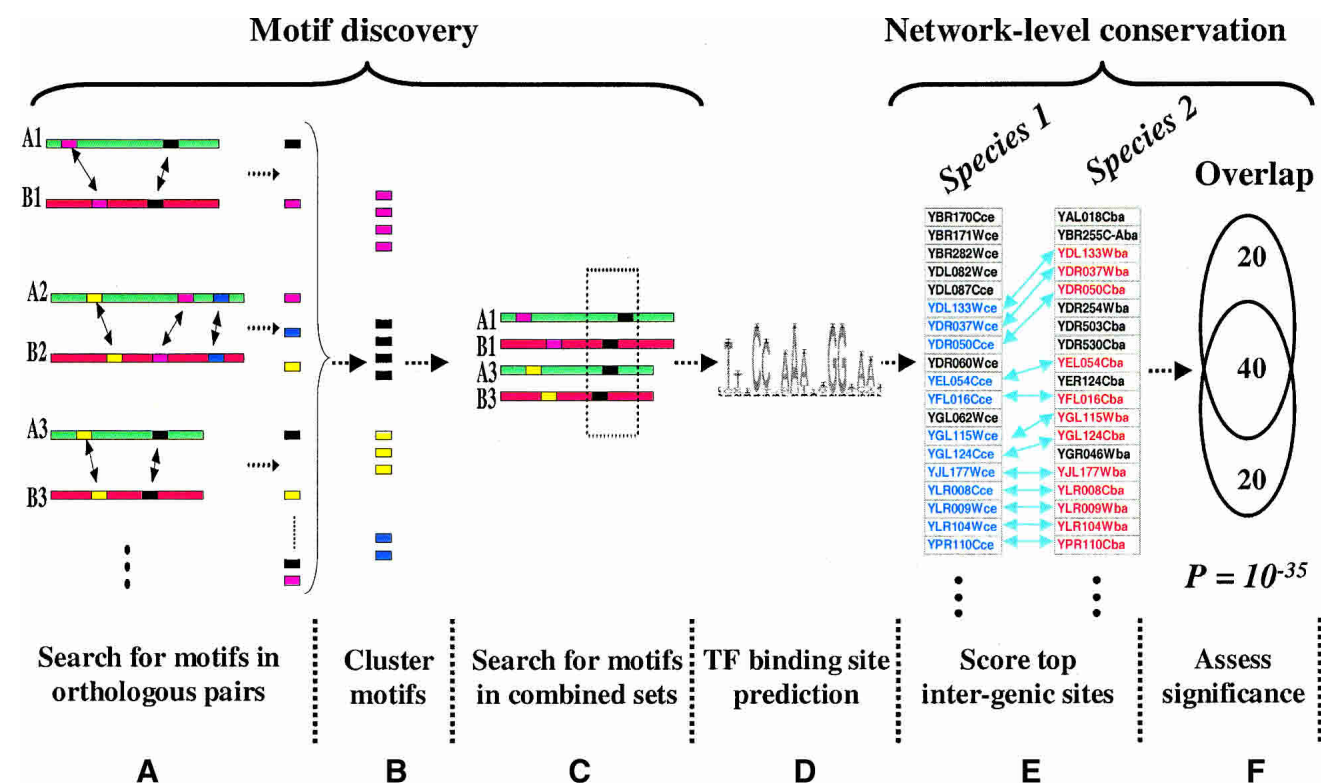 Motif discovery
Network-level conservation
A1
B1
A2
B2
A3
B3
A1
B1
A3
B3
Species 1
Species 2
Overlap
YBR170Cce
YBR171Wce
YBR282Wce
YDL082Wce
YDL087Cce
YDL133Wce
YDR037Wce
YDR050Cce
YDR060Wce
YEL054Cce
YFL016Cce
YGL062Wce
YGL115Wce
YGL124Cce
YJL177Wce
YLR008Cce
YLR009Wce
YLR104Wce
YPR110Cce
YAL018Cba
YBR255C-Aba
YDL133Wba
YDR037Wba
YDR050Cba
YDR254Wba
YDR503Cba
YDR530Cba
YEL054Cba
YER124Cba
YFL016Cba
YGL115Wba
YGL124Cba
YGR046Wba
YJL177Wba
YLR008Cba
YLR009Wba
YLR104Wba
YPR110Cba
20
40
20
P = 10-35
Search for motifs in
orthologous pairs
Cluster
motifs
Search for motifs
in combined sets
TF binding site
prediction
Score top
inter-genic sites
Assess
significance
A
B
C
D
E
F